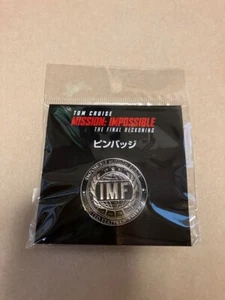 TOM CRUISE
MISSION: IMPOSSIBLE
THE FINAL RECKONING
ピンバッジ
IMF